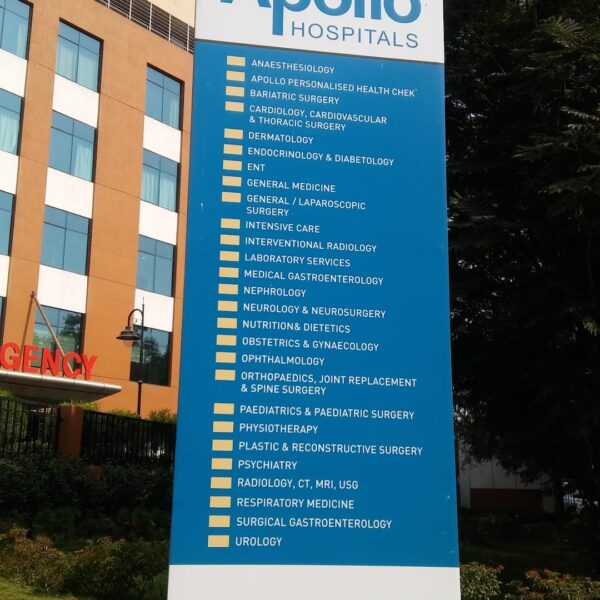 Apollo
HOSPITALS
ANAESTHESIOLOGY
APOLLO PERSONALISED HEALTH CHEK
BARIATRIC SURGERY
CARDIOLOGY, CARDIOVASCULAR
& THORACIC SURGERY
DERMATOLOGY
ENDOCRINOLOGY & DIABETOLOGY
ENT
GENERAL MEDICINE
GENERAL / LAPAROSCOPIC
SURGERY
INTENSIVE CARE
INTERVENTIONAL RADIOLOGY
LABORATORY SERVICES
MEDICAL GASTROENTEROLOGY
NEPHROLOGY
NEUROLOGY & NEUROSURGERY
NUTRITION& DIETETICS
OBSTETRICS & GYNAECOLOGY
OPHTHALMOLOGY
ORTHOPAEDICS, JOINT REPLACEMENT
& SPINE SURGERY
PAEDIATRICS & PAEDIATRIC SURGERY
PHYSIOTHERAPY
PLASTIC & RECONSTRUCTIVE SURGERY
PSYCHIATRY
RADIOLOGY, CT, MRI, USG
RESPIRATORY MEDICINE
SURGICAL GASTROENTEROLOGY
UROLOGY
GENCY